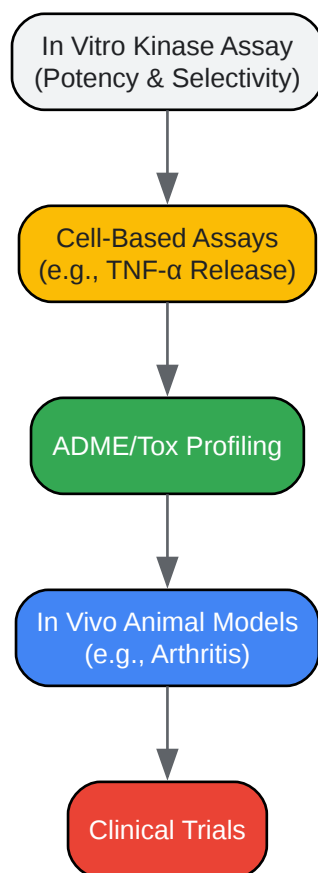 In Vitro Kinase Assay
(Potency & Selectivity)
Cell-Based Assays
(e.g., TNF-α Release)
ADME/Tox Profiling
In Vivo Animal Models
(e.g., Arthritis)
Clinical Trials